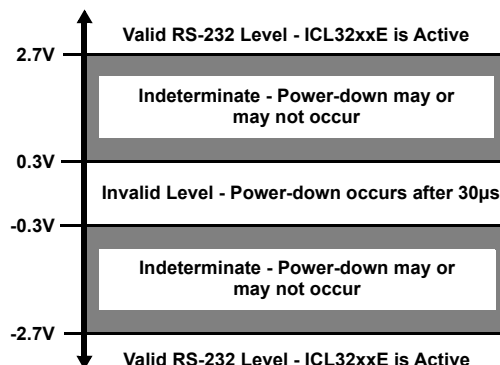 Valid RS-232 Level - ICL32xxE is Active
2.7V
Indeterminate - Power-down may or
may not occur
0.3V
Invalid Level - Power-down occurs after 30µs
-0.3V
Indeterminate - Power-down may or
may not occur
-2.7V
Valid RS-232 Level - ICL32xxE is Active